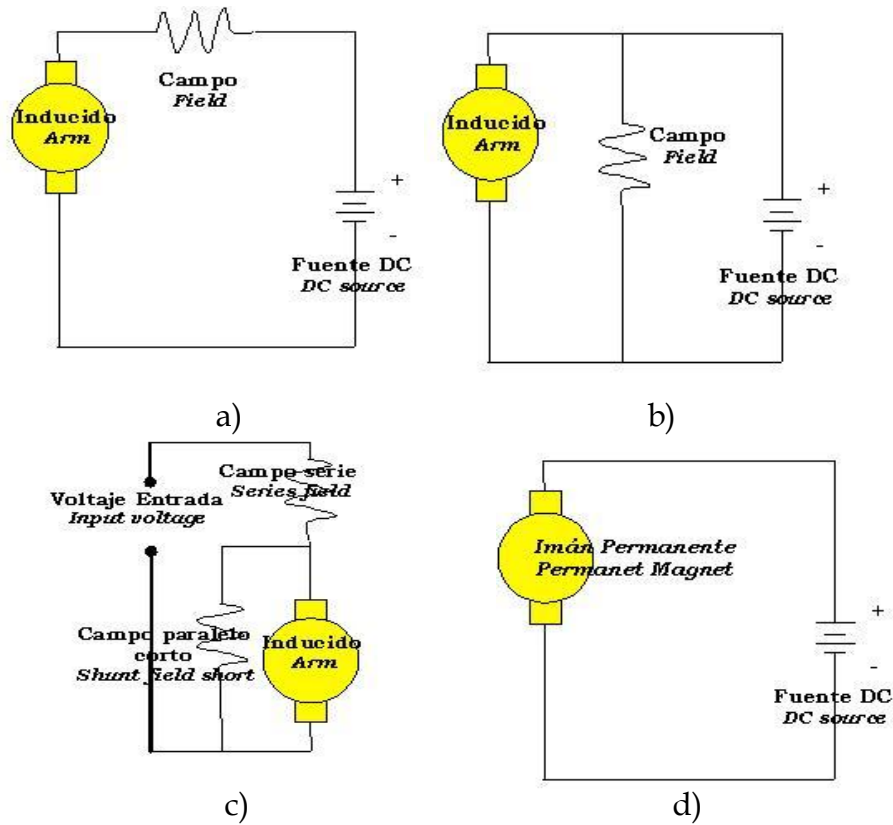 Campo
Field
Inducido
Arm
+
-
Fuente DC
DC source
a)
Inducido
Arm
Campo
Field
+
-
Fuente DC
DC source
b)
Campo serie
Series field
Voltaje Entrada
Input voltage
Campo paralelo
corto
Shunt field short
Inducido
Arm
c)
Imán Permanente
Permanet Magnet
+
-
Fuente DC
DC source
d)